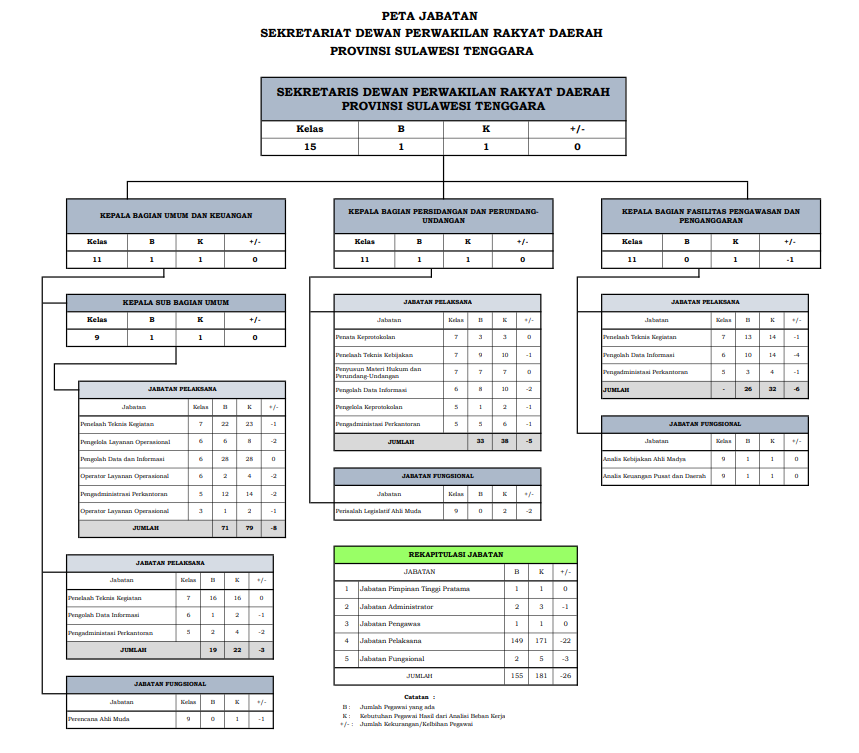 PETA JABATAN
SEKRETARIAT DEWAN PERWAKILAN RAKYAT DAERAH
PROVINSI SULAWESI TENGGARA
SEKRETARIS DEWAN PERWAKILAN RAKYAT DAERAH
PROVINSI SULAWESI TENGGARA
Kelas B K +/-
15 1 1 0
KEPALA BAGIAN UMUM DAN KEUANGAN
Kelas B K +/-
11 1 1 0
KEPALA SUB BAGIAN UMUM
Kelas B K +/-
9 1 1 0
JABATAN PELAKSANA
Jabatan Kelas B K +/-
Penelaah Teknis Kegiatan 7 22 23 -1
Pengelola Layanan Operasional 6 6 8 -2
Pengolah Data dan Informasi 6 28 28 0
Operator Layanan Operasional 6 2 4 -2
Pengadministrasi Perkantoran 5 12 14 -2
Operator Layanan Operasional 3 1 2 -1
JUMLAH 71 79 -8
JABATAN PELAKSANA
Jabatan Kelas B K +/-
Penelaah Teknis Kegiatan 7 16 16 0
Pengolah Data Informasi 6 1 2 -1
Pengadministasi Perkantoran 5 2 4 -2
JUMLAH 19 22 -3
JABATAN FUNGSIONAL
Jabatan Kelas B K +/-
Perencana Ahli Muda 9 0 1 -1
KEPALA BAGIAN PERSIDANGAN DAN PERUNDANG-
UNDANGAN
Kelas B K +/-
11 1 1 0
JABATAN PELAKSANA
Jabatan Kelas B K +/-
Penata Keprotokolan 7 3 3 0
Penelaah Teknis Kebijakan 7 9 10 -1
Penyusun Materi Hukum dan
Perundang-Undangan 7 7 7 0
Pengolah Data Informasi 6 8 10 -2
Pengelola Keprotokolan 5 1 2 -1
Pengadministasi Perkantoran 5 5 6 -1
JUMLAH 33 38 -5
JABATAN FUNGSIONAL
Jabatan Kelas B K +/-
Perisalah Legislatif Ahli Muda 9 0 2 -2
KEPALA BAGIAN FASILITAS PENGAWASAN DAN
PENGANGGARAN
Kelas B K +/-
11 0 1 -1
JABATAN PELAKSANA
Jabatan Kelas B K +/-
Penelaah Teknis Kegiatan 7 13 14 -1
Pengolah Data Informasi 6 10 14 -4
Pengadministasi Perkantoran 5 3 4 -1
JUMLAH - 26 32 -6
JABATAN FUNGSIONAL
Jabatan Kelas B K +/-
Analis Kebijakan Ahli Madya 9 1 1 0
Analis Keuangan Pusat dan Daerah 9 1 1 0
REKAPITULASI JABATAN
JABATAN B K +/-
1 Jabatan Pimpinan Tinggi Pratama 1 1 0
2 Jabatan Administrator 2 3 -1
3 Jabatan Pengawas 1 1 0
4 Jabatan Pelaksana 149 171 -22
5 Jabatan Fungsional 2 5 -3
JUMLAH 155 181 -26
Catatan :
B : Jumlah Pegawai yang ada
K : Kebutuhan Pegawai Hasil dari Analisi Beban Kerja
+/- : Jumlah Kekurangan/Kelbihan Pegawai